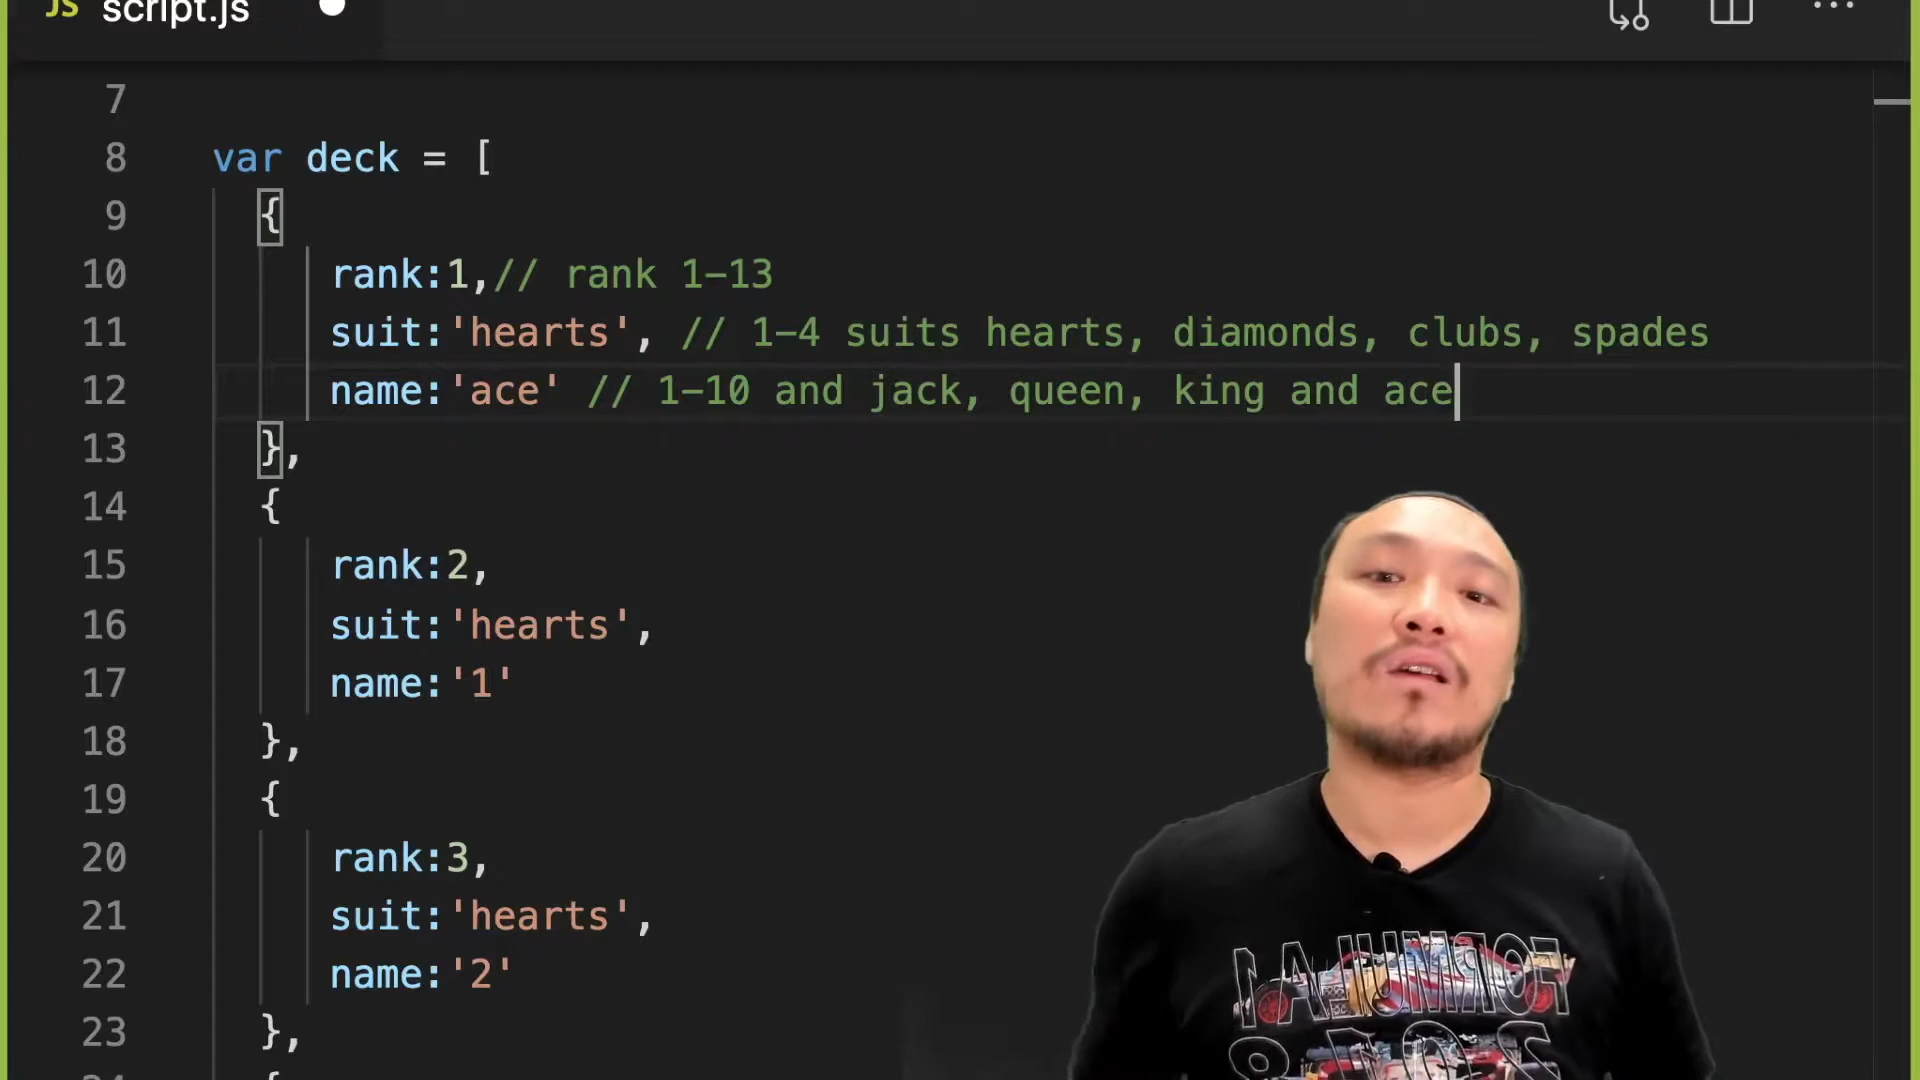 JS script.js
7
8 var deck = [
9 {
10 rank:1,// rank 1-13
11 suit:'hearts', // 1-4 suits hearts, diamonds, clubs, spades
12 name:'ace' // 1-10 and jack, queen, king and ace
13 },
14 {
15 rank:2,
16 suit:'hearts',
17 name:'1'
18 },
19 {
20 rank:3,
21 suit:'hearts',
22 name:'2'
23 },
24 {
FORMULA 1